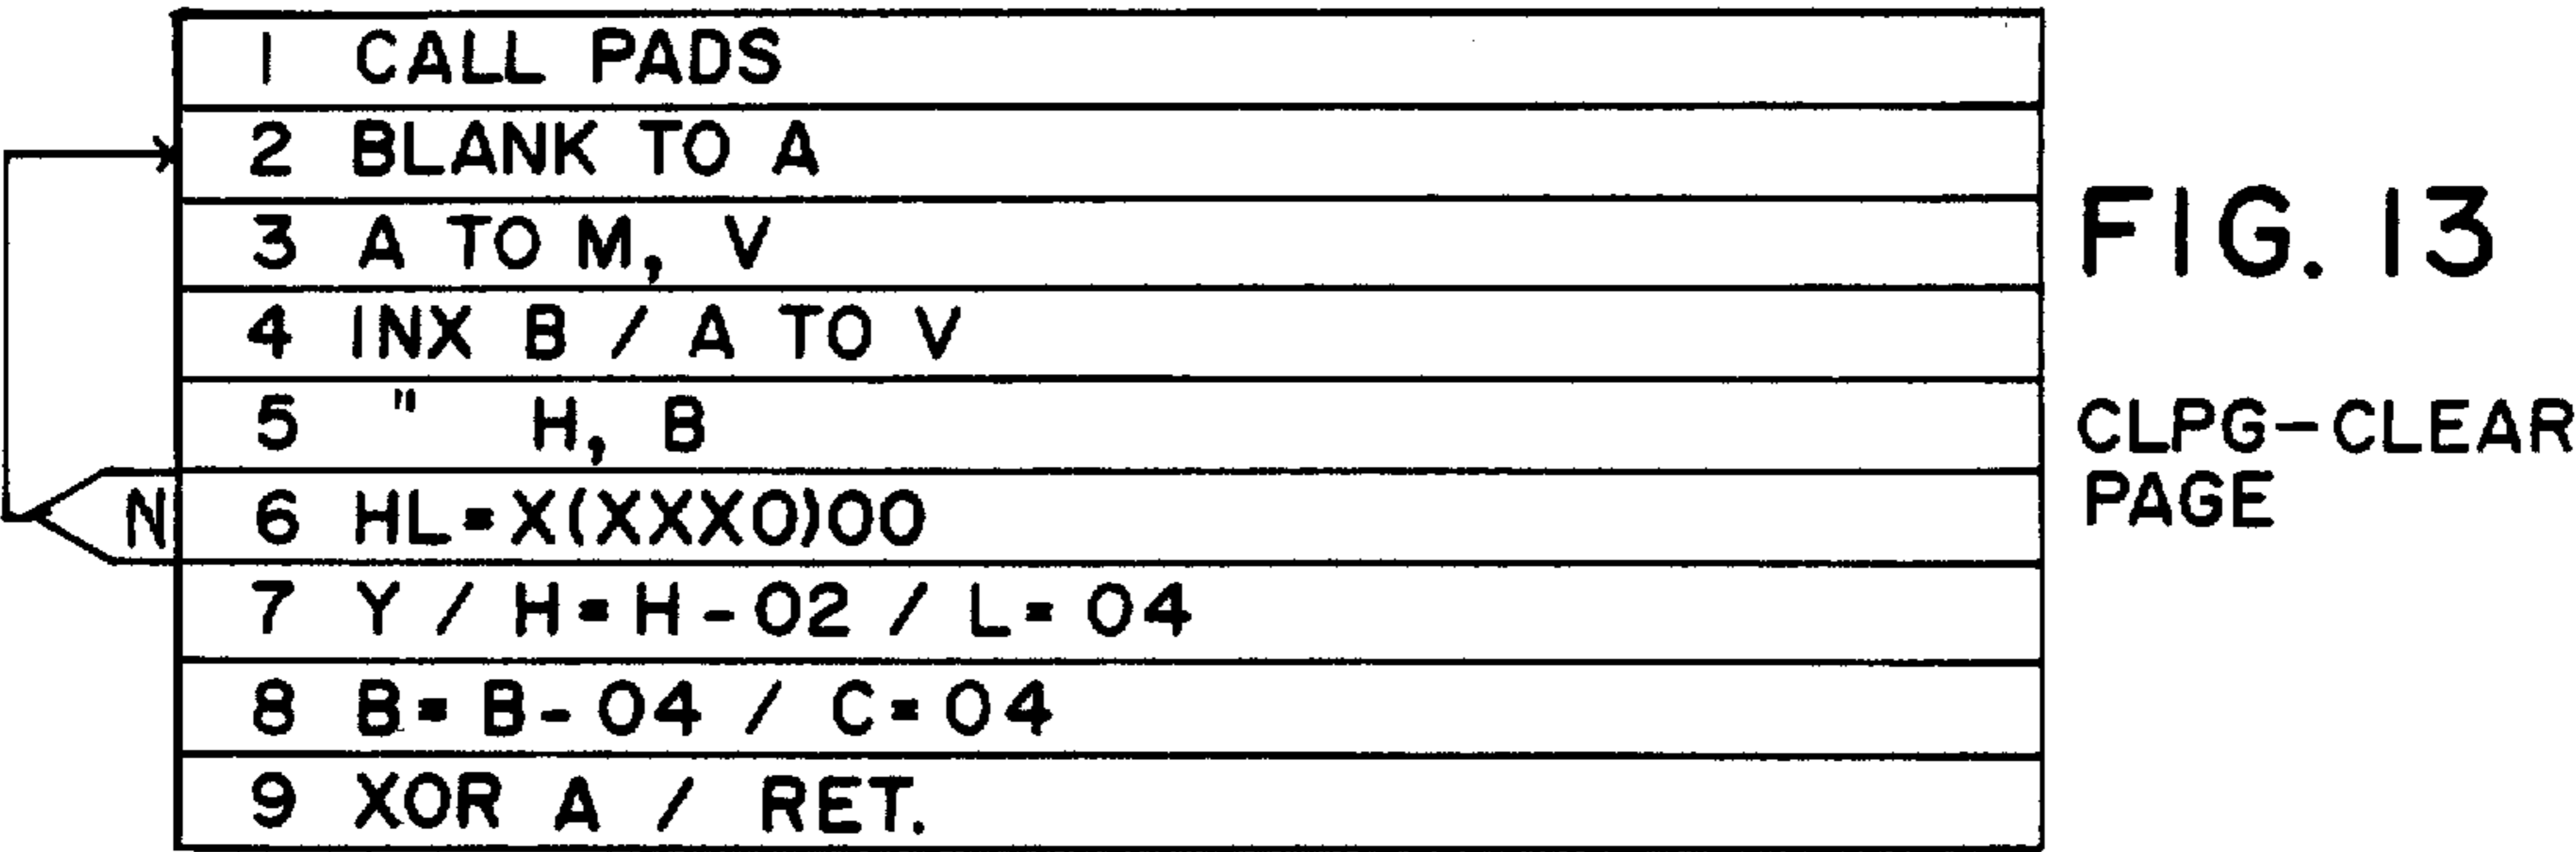 1 CALL PADS
2 BLANK TO A
3 A TO M, V
4 INX B / A TO V
5 " H, B
N 6 HL=X(XXX0)00
7 Y / H=H-02 / L=04
8 B=B-04 / C=04
9 XOR A / RET.
FIG. 13
CLPG-CLEAR
PAGE